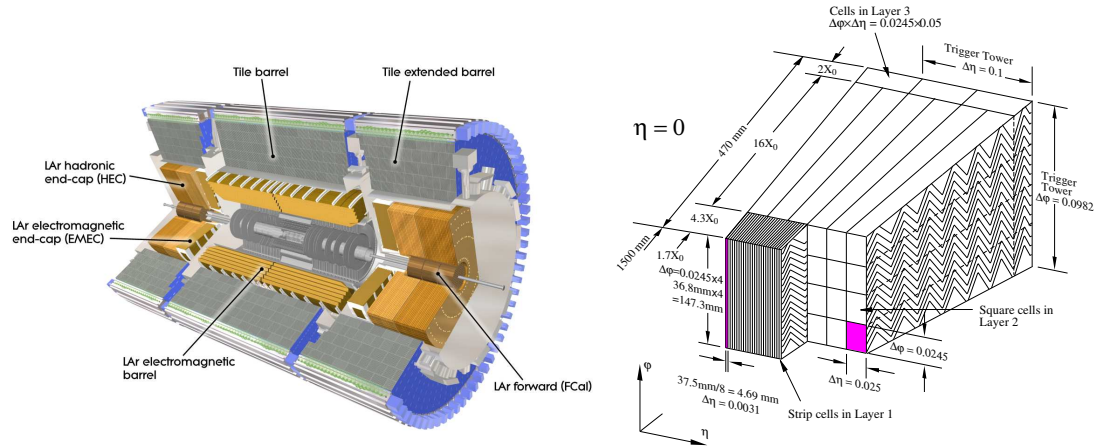 Tile barrel
Tile extended barrel
LAr hadronic
end-cap (HEC)
LAr electromagnetic
end-cap (EMEC)
LAr electromagnetic
barrel
LAr forward (FCal)
Cells in Layer 3
Δφ×Δη = 0.0245×0.05
Trigger
Tower
Δη = 0.1
2X0
η = 0
470 mm
16X0
Trigger
Tower
Δφ = 0.0982
4.3X0
1500 mm
1.7X0
Δφ=0.0245x4
36.8mmx4
=147.3mm
Square cells in
Layer 2
Δφ = 0.0245
Δη = 0.025
37.5mm/8 = 4.69 mm
Δη = 0.0031
Strip cells in Layer 1
φ
η